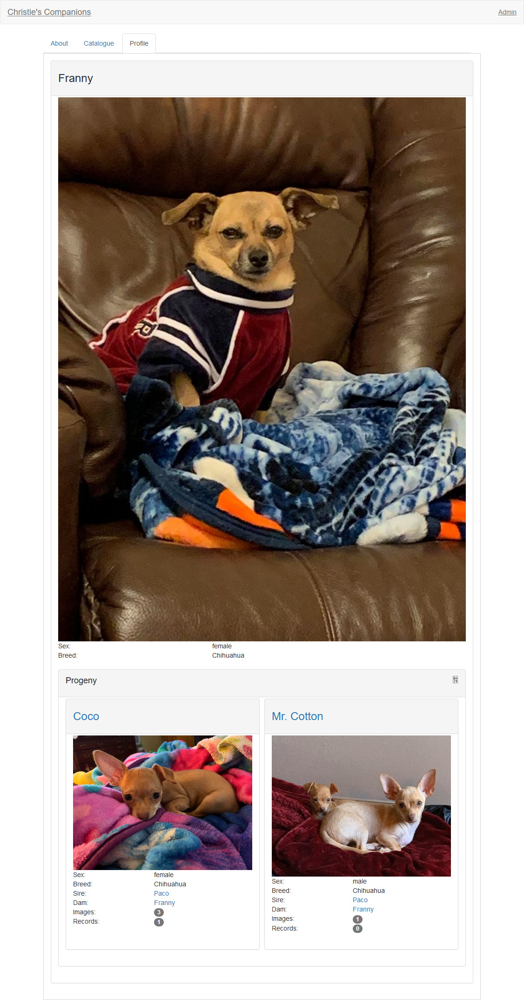 Christie's Companions
Admin
About Catalogue Profile
Franny
Sex: female
Breed: Chihuahua
Progeny
Coco
Sex: female
Breed: Chihuahua
Sire: Paco
Dam: Franny
Images: 3
Records: 1
Mr. Cotton
Sex: male
Breed: Chihuahua
Sire: Paco
Dam: Franny
Images: 1
Records: 0